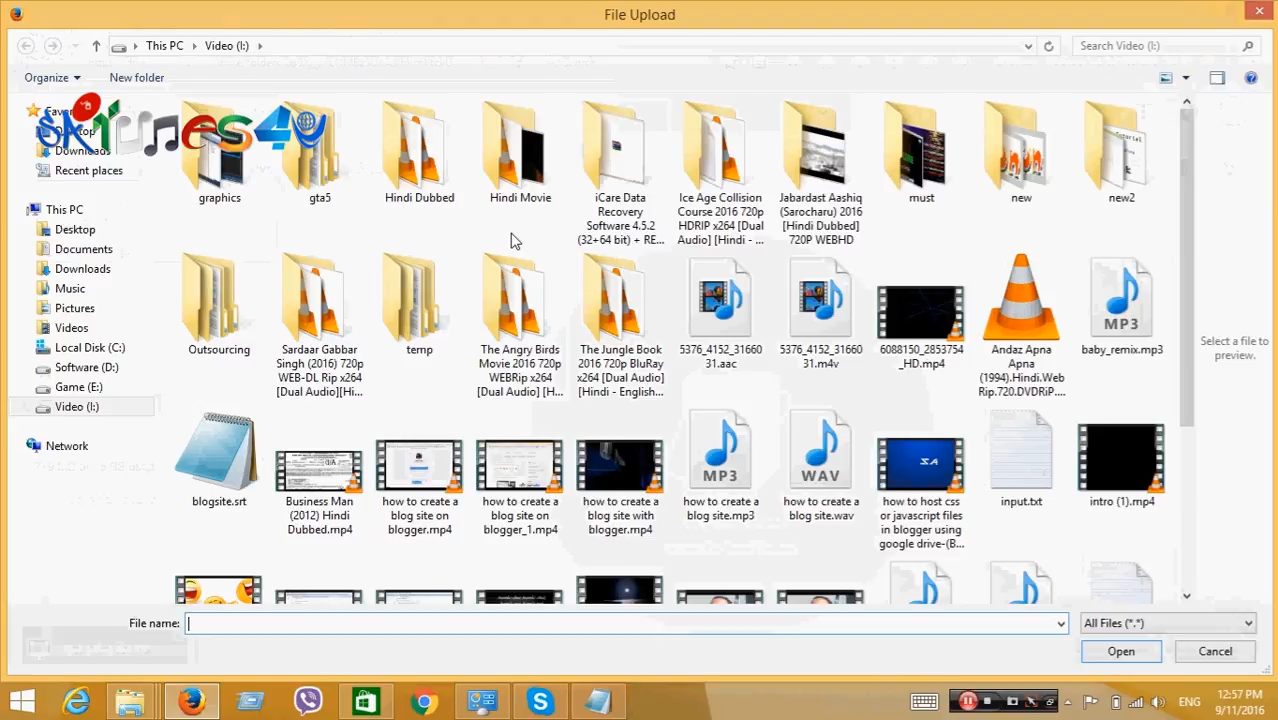 File Upload
This PC
Video (I:)
Search Video (I:)
Organize
New folder
SKTunes4U
Downloads
Recent places
This PC
Desktop
Documents
Downloads
Music
Pictures
Videos
Local Disk (C:)
Software (D:)
Game (E:)
Video (I:)
Network
graphics
gta5
Hindi Dubbed
Hindi Movie
iCare Data
Recovery
Software 4.5.2
(32+64 bit) + RE...
Ice Age Collision
Course 2016 720p
HDRIP x264 [Dual
Audio] [Hindi - ...
Jabardast Aashiq
(Sarocharu) 2016
[Hindi Dubbed]
720P WEBHD
must
new
new2
Outsourcing
Sardaar Gabbar
Singh (2016) 720p
WEB-DL Rip x264
[Dual Audio][Hi...
temp
The Angry Birds
Movie 2016 720p
WEBRip x264
[Dual Audio] [H...
The Jungle Book
2016 720p BluRay
x264 [Dual Audio]
[Hindi - English...
5376_4152_31660
31.aac
5376_4152_31660
31.m4v
6088150_2853754
_HD.mp4
Andaz Apna
Apna
(1994).Hindi.Web
Rip.720.DVDRiP...
MP3
baby_remix.mp3
Select a file to
preview.
blogsite.srt
Business Man
(2012) Hindi
Dubbed.mp4
how to create a
blog site on
blogger.mp4
how to create a
blog site on
blogger_1.mp4
how to create a
blog site with
blogger.mp4
MP3
how to create a
blog site.mp3
WAV
how to create a
blog site.wav
SA
how to host css
or javascript files
in blogger using
google drive-(B...
input.txt
intro (1).mp4
File name:
All Files (*.*)
Open
Cancel
ENG
12:57 PM
9/11/2016